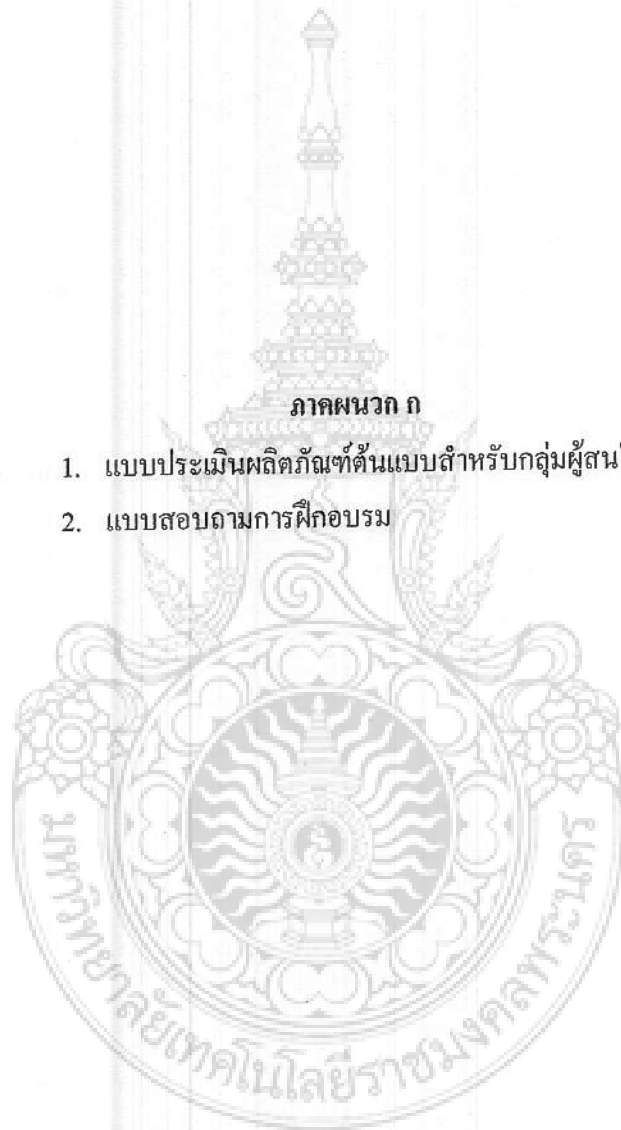 ภาคผนวก ก
1. แบบประเมินผลิตภัณฑ์ต้นแบบสำหรับกลุ่มผู้สน
2. แบบสอบถามการฝึกอบรม
มหาวิทยาลัยเทคโนโลยีราชมงคลพระนคร